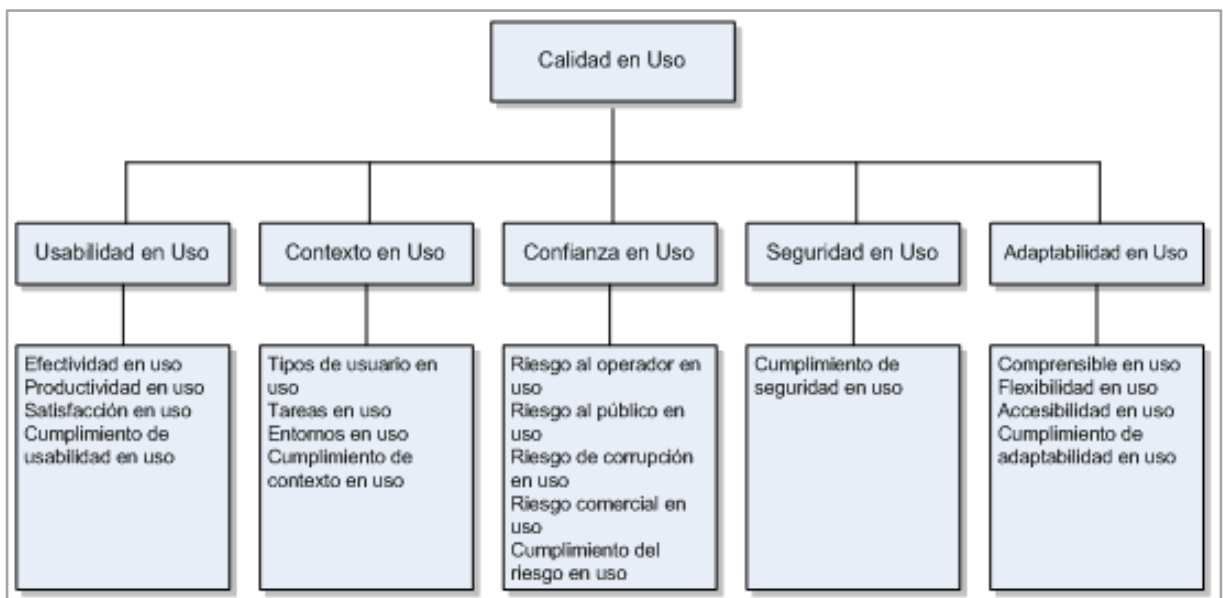 Calidad en Uso
Usabilidad en Uso
Contexto en Uso
Confianza en Uso
Seguridad en Uso
Adaptabilidad en Uso
Efectividad en uso
Productividad en uso
Satisfacción en uso
Cumplimiento de
usabilidad en uso
Tipos de usuario en
uso
Tareas en uso
Entornos en uso
Cumplimiento de
contexto en uso
Riesgo al operador en
uso
Riesgo al público en
uso
Riesgo de corrupción
en uso
Riesgo comercial en
uso
Cumplimiento del
riesgo en uso
Cumplimiento de
seguridad en uso
Comprensible en uso
Flexibilidad en uso
Accesibilidad en uso
Cumplimiento de
adaptabilidad en uso